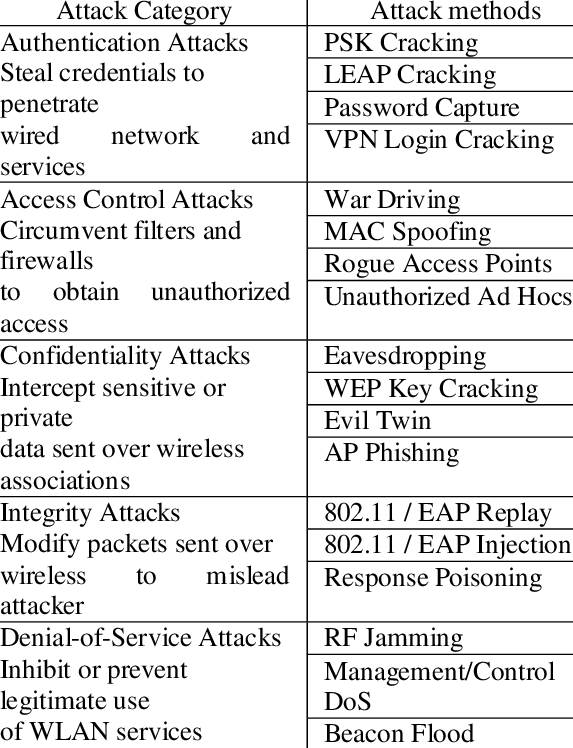 Attack Category
Attack methods
Authentication Attacks
Steal credentials to
penetrate
wired network and
services
PSK Cracking
LEAP Cracking
Password Capture
VPN Login Cracking
Access Control Attacks
Circumvent filters and
firewalls
to obtain unauthorized
access
War Driving
MAC Spoofing
Rogue Access Points
Unauthorized Ad Hocs
Confidentiality Attacks
Intercept sensitive or
private
data sent over wireless
associations
Eavesdropping
WEP Key Cracking
Evil Twin
AP Phishing
Integrity Attacks
Modify packets sent over
wireless to mislead
attacker
802.11 / EAP Replay
802.11 / EAP Injection
Response Poisoning
Denial-of-Service Attacks
Inhibit or prevent
legitimate use
of WLAN services
RF Jamming
Management/Control
DoS
Beacon Flood